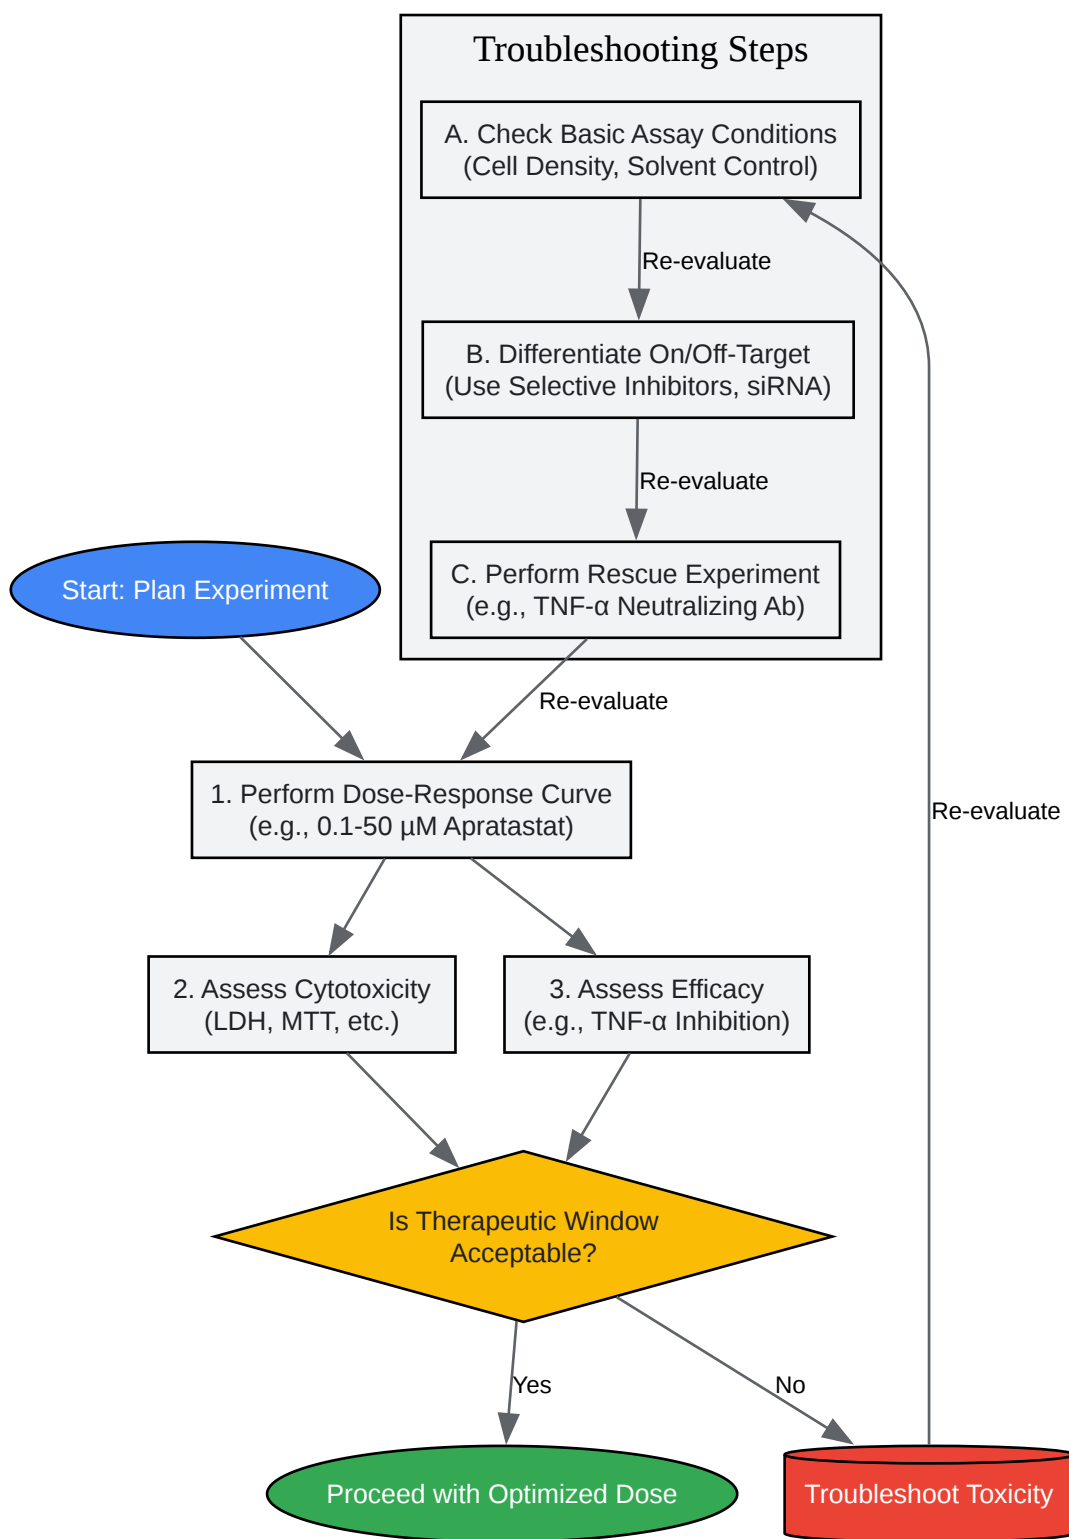 Troubleshooting Steps
A. Check Basic Assay Conditions
(Cell Density, Solvent Control)
Re-evaluate
B. Differentiate On/Off-Target
(Use Selective Inhibitors, siRNA)
Re-evaluate
C. Perform Rescue Experiment
(e.g., TNF-α Neutralizing Ab)
Start: Plan Experiment
Re-evaluate
1. Perform Dose-Response Curve
(e.g., 0.1-50 µM Apratastat)
Re-evaluate
2. Assess Cytotoxicity
(LDH, MTT, etc.)
3. Assess Efficacy
(e.g., TNF-α Inhibition)
Is Therapeutic Window
Acceptable?
Yes
No
Proceed with Optimized Dose
Troubleshoot Toxicity